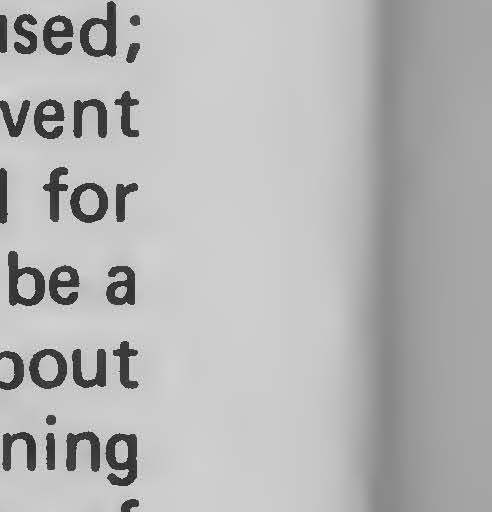 used;
vent
for
be a
bout
ning